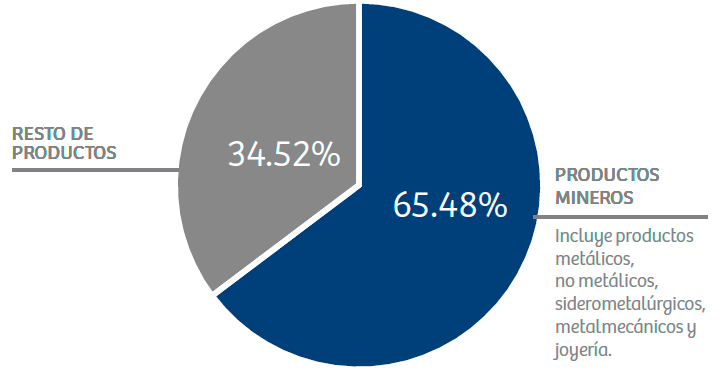 RESTO DE
PRODUCTOS
34.52%
65.48%
PRODUCTOS
MINEROS
Incluye productos
metálicos,
no metálicos,
siderometalúrgicos,
metalmecánicos y
joyería.